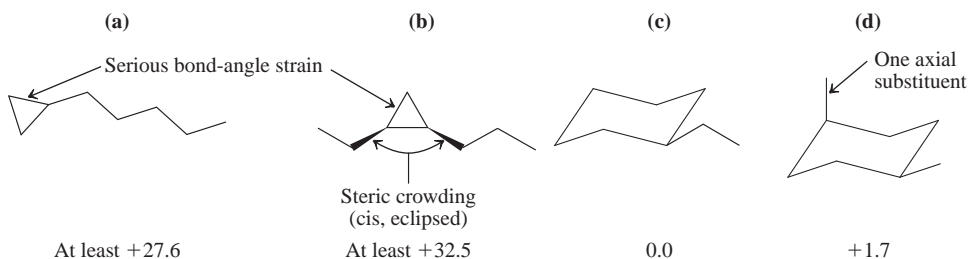 (a) (b) (c) (d)
Serious bond-angle strain
One axial
substituent
Steric crowding
(cis, eclipsed)
At least +27.6 At least +32.5 0.0 +1.7